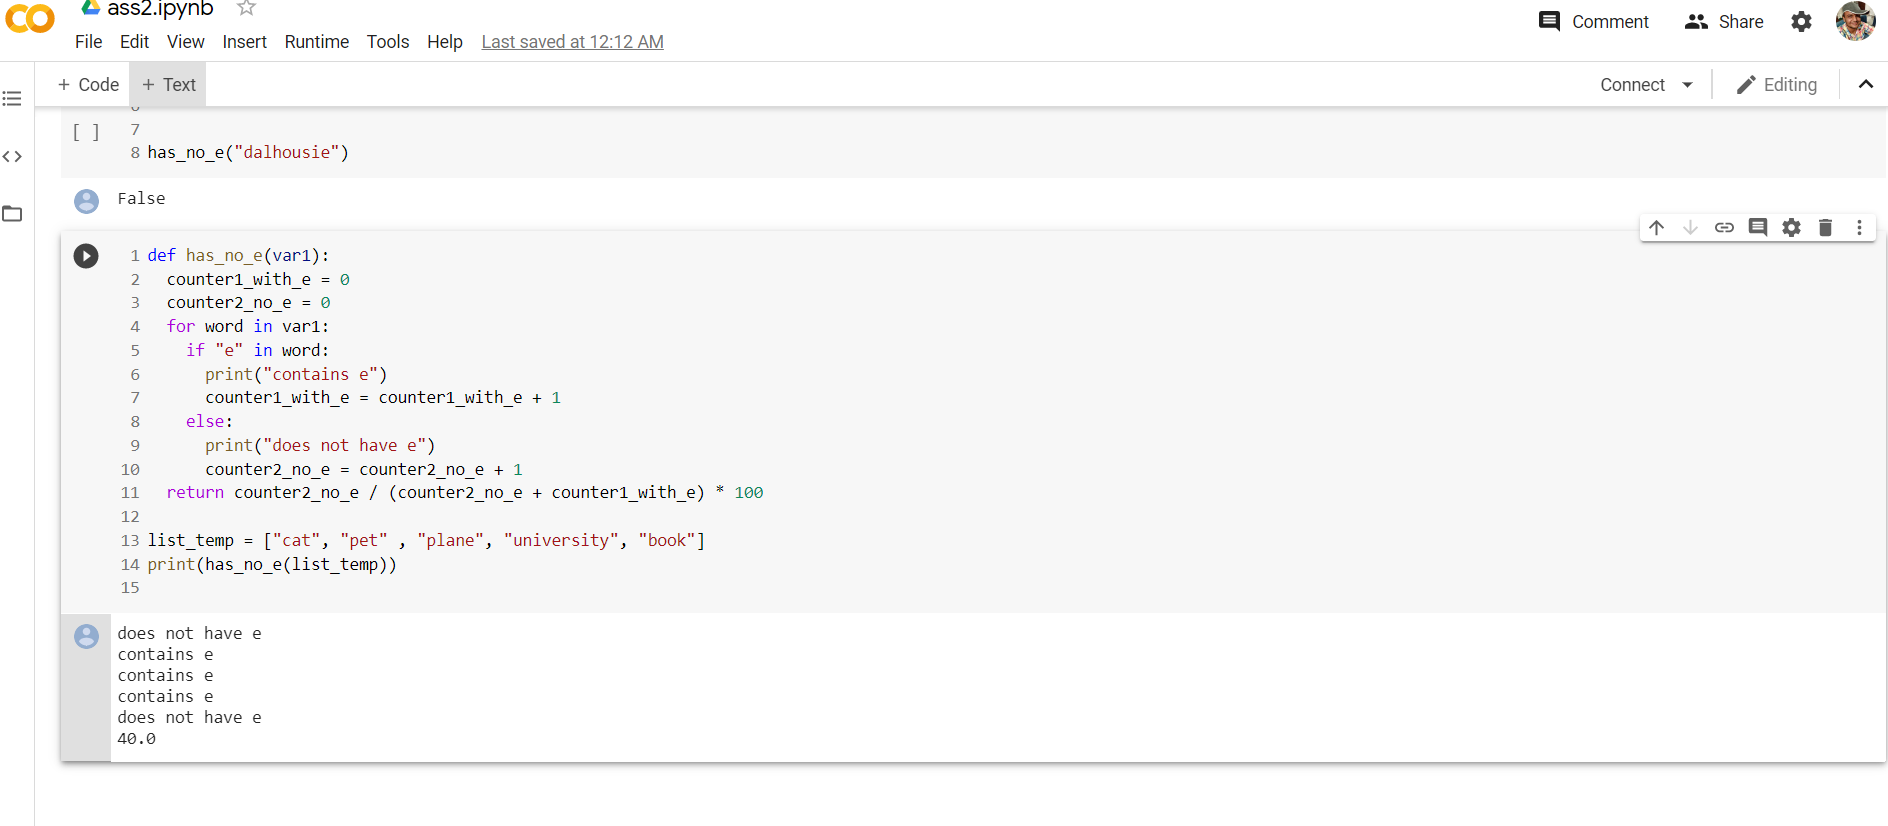 ass2.ipynb
File Edit View Insert Runtime Tools Help Last saved at 12:12 AM
Comment Share
+ Code + Text
Connect Editing
[ ] 7
8 has_no_e("dalhousie")
False
1 def has_no_e(var1):
2 counter1_with_e = 0
3 counter2_no_e = 0
4 for word in var1:
5 if "e" in word:
6 print("contains e")
7 counter1_with_e = counter1_with_e + 1
8 else:
9 print("does not have e")
10 counter2_no_e = counter2_no_e + 1
11 return counter2_no_e / (counter2_no_e + counter1_with_e) * 100
12
13 list_temp = ["cat", "pet" , "plane", "university", "book"]
14 print(has_no_e(list_temp))
15
does not have e
contains e
contains e
contains e
does not have e
40.0